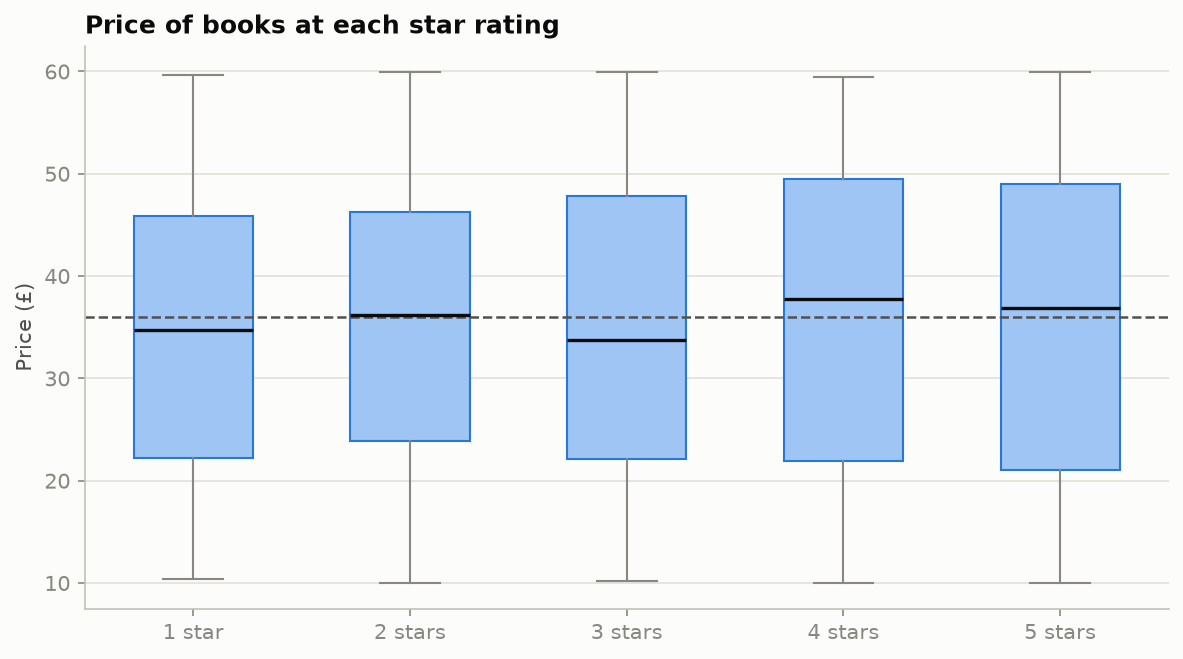 Price of books at each star rating
Price (£)
60
50
40
30
20
10
1 star
2 stars
3 stars
4 stars
5 stars